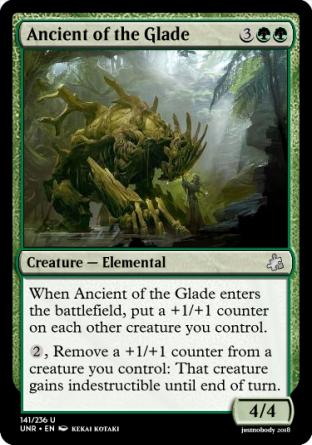 Ancient of the Glade 3
Creature — Elemental
When Ancient of the Glade enters
the battlefield, put a +1/+1 counter
on each other creature you control.
2, Remove a +1/+1 counter from a
creature you control: That creature
gains indestructible until end of turn.
4/4
141/236 U
UNR • EN KEKAI KOTAKI
justnobody 2018